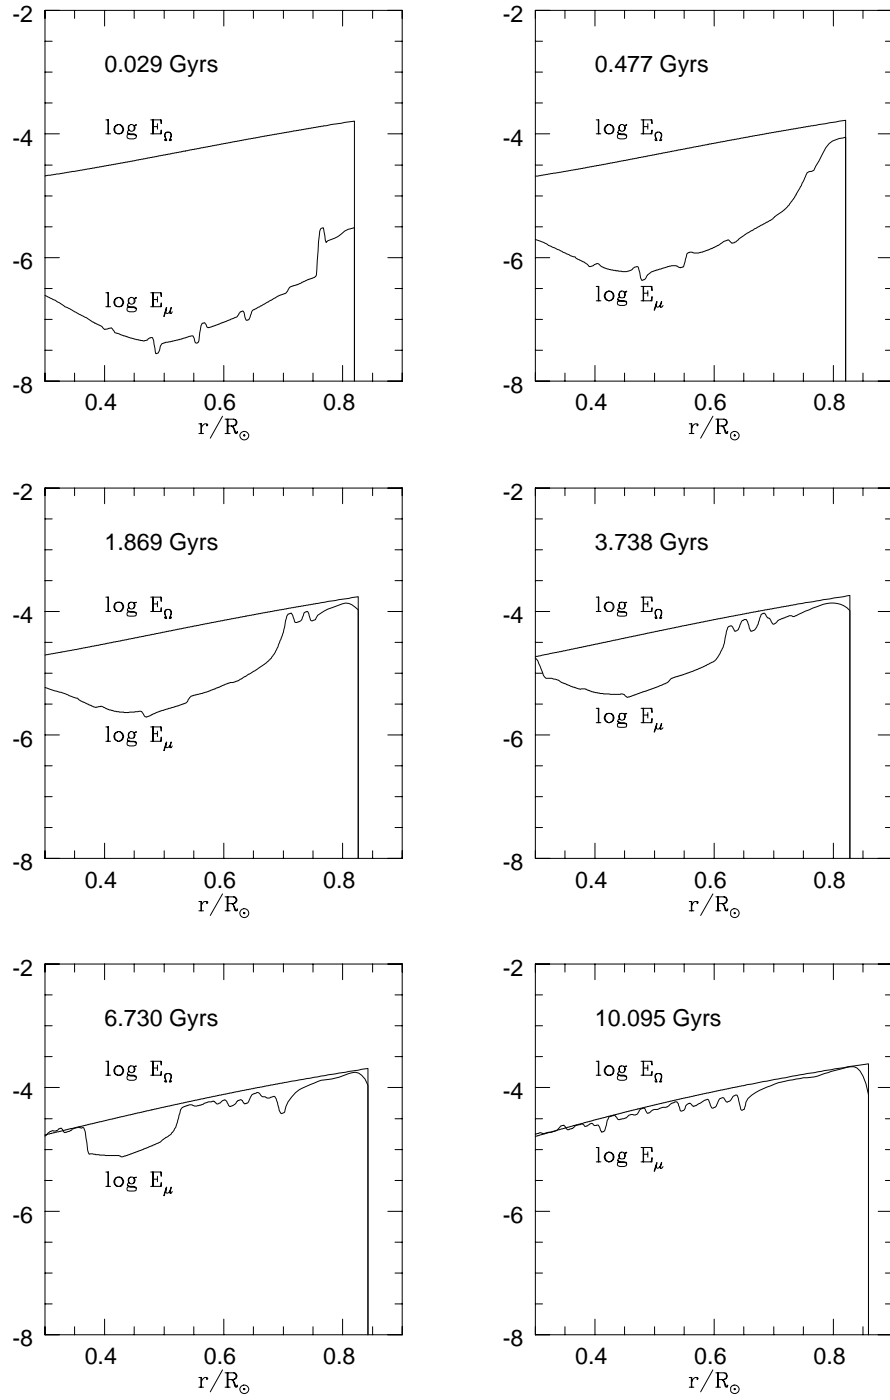 -2
-4
-6
-8
0.029 Gyrs
log E_Ω
log E_μ
0.4 0.6 0.8
r/R_⊙
-2
-4
-6
-8
0.477 Gyrs
log E_Ω
log E_μ
0.4 0.6 0.8
r/R_⊙
-2
-4
-6
-8
1.869 Gyrs
log E_Ω
log E_μ
0.4 0.6 0.8
r/R_⊙
-2
-4
-6
-8
3.738 Gyrs
log E_Ω
log E_μ
0.4 0.6 0.8
r/R_⊙
-2
-4
-6
-8
6.730 Gyrs
log E_Ω
log E_μ
0.4 0.6 0.8
r/R_⊙
-2
-4
-6
-8
10.095 Gyrs
log E_Ω
log E_μ
0.4 0.6 0.8
r/R_⊙